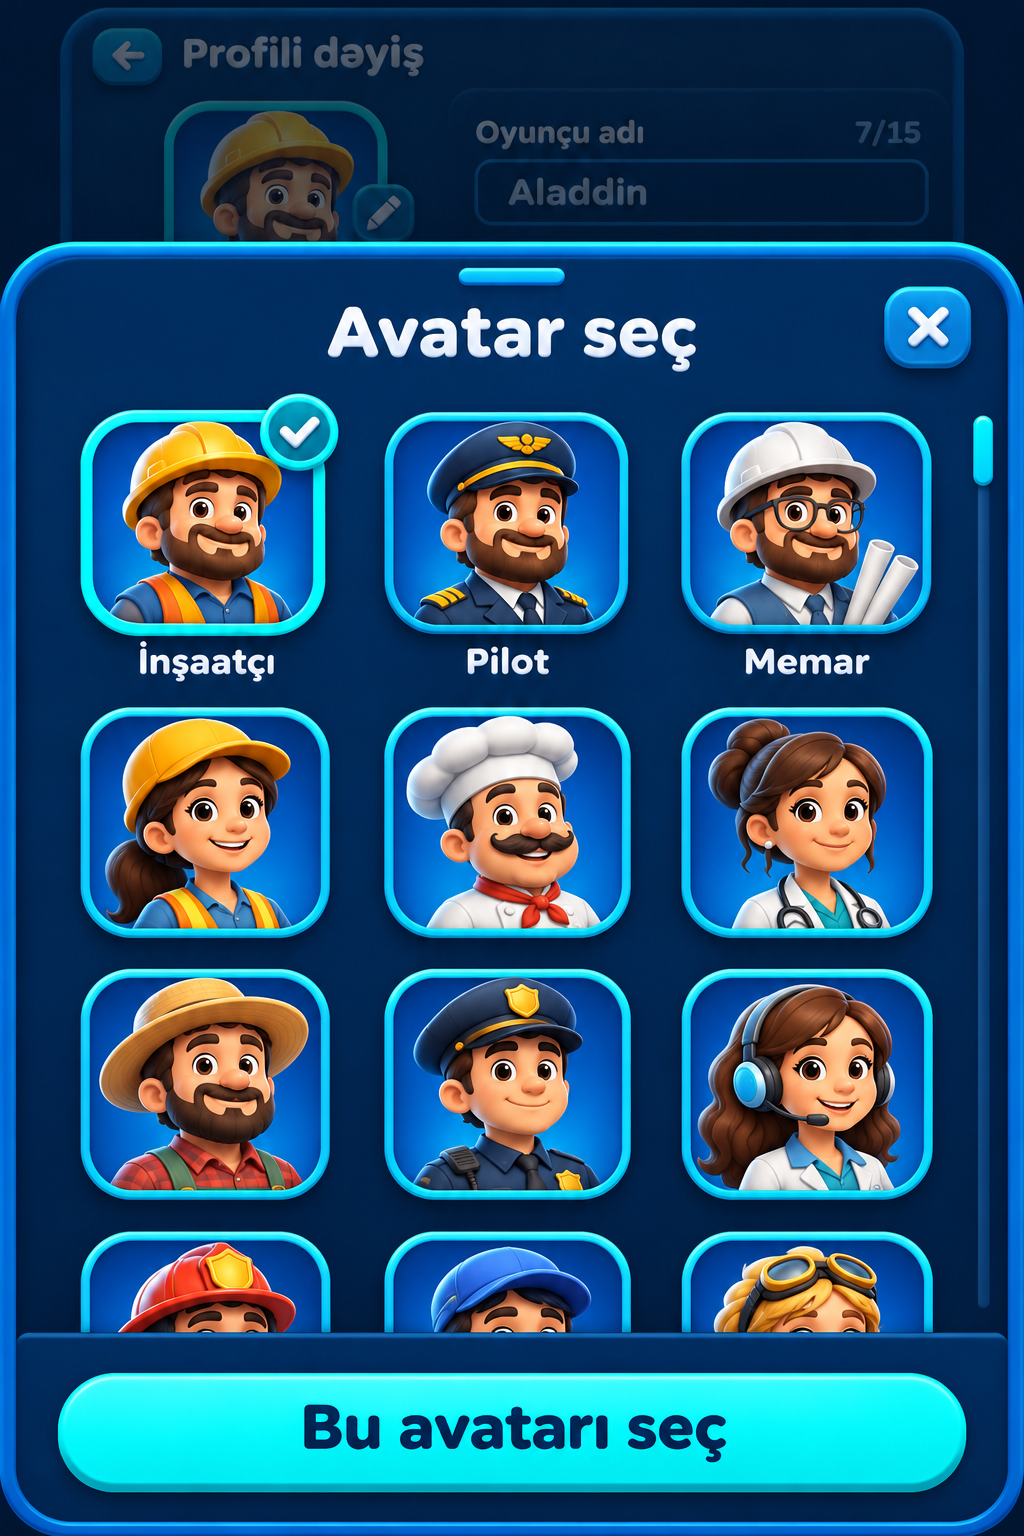 Profili dəyiş
Oyunçu adı 7/15
Aladdin
Avatar seç
İnşaatçı
Pilot
Memar
Bu avatarı seç